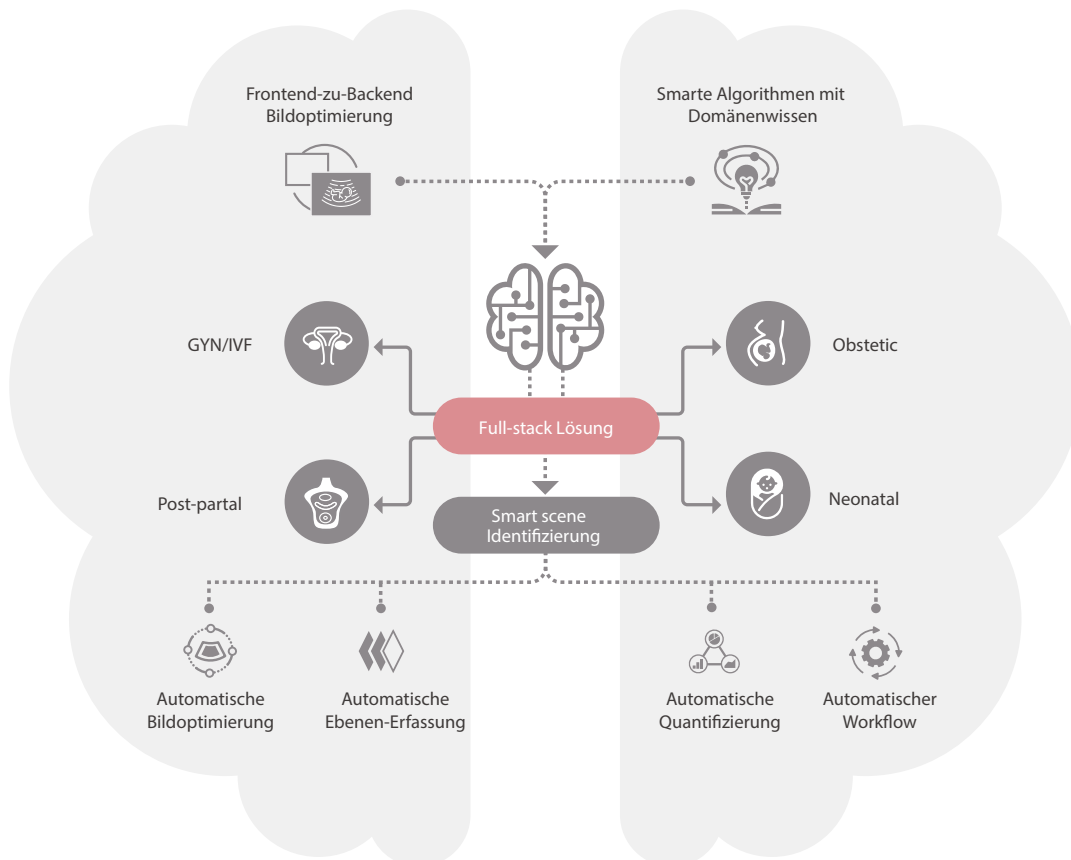 Frontend-zu-Backend
Bildoptimierung
Smarte Algorithmen mit
Domänenwissen
GYN/IVF
Obstetic
Full-stack Lösung
Post-partal
Neonatal
Smart scene
Identifizierung
Automatische
Bildoptimierung
Automatische
Ebenen-Erfassung
Automatische
Quantifizierung
Automatischer
Workflow